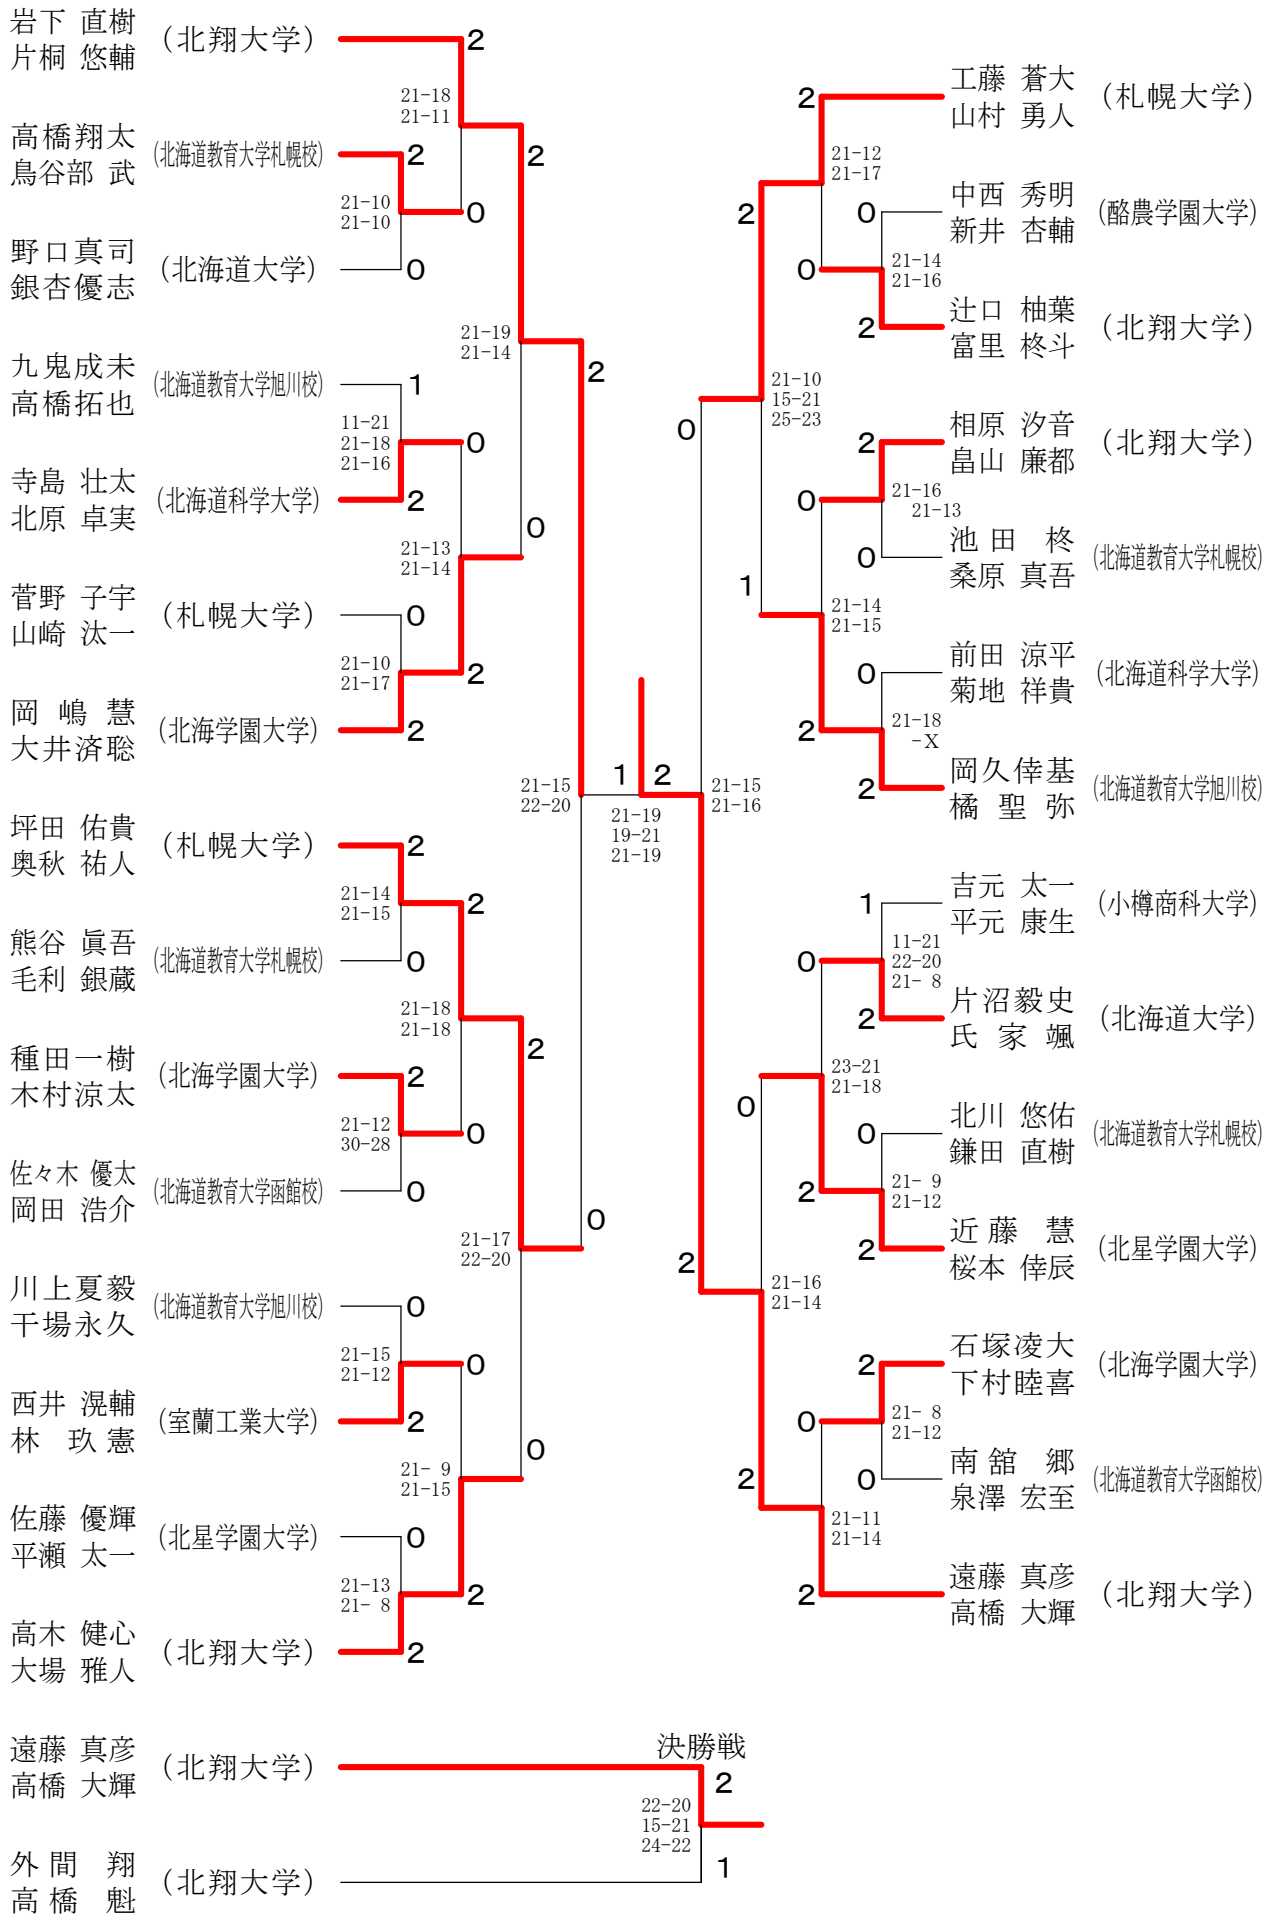 岩下 直樹
片桐 悠輔
(北翔大学)
2
21-18
21-11
高橋翔太
鳥谷部 武
(北海道教育大学札幌校)
2
2
21-10
21-10
0
野口真司
銀杏優志
(北海道大学)
0
21-19
21-14
2
九鬼成未
高橋拓也
(北海道教育大学旭川校)
1
11-21
21-18
21-16
0
寺島 壮太
北原 卓実
(北海道科学大学)
2
0
21-13
21-14
菅野 子宇
山崎 汰一
(札幌大学)
0
21-10
21-17
2
岡嶋 慧
大井済聡
(北海学園大学)
2
21-15
22-20
1
2
21-19
19-21
21-19
坪田 佑貴
奥秋 祐人
(札幌大学)
2
21-14
21-15
2
熊谷 眞吾
毛利 銀蔵
(北海道教育大学札幌校)
0
21-18
21-18
2
種田一樹
木村涼太
(北海学園大学)
2
21-12
30-28
0
佐々木 優太
岡田 浩介
(北海道教育大学函館校)
0
21-17
22-20
0
川上夏毅
干場永久
(北海道教育大学旭川校)
0
21-15
21-12
0
西井 滉輔
林 玖憲
(室蘭工業大学)
2
0
21- 9
21-15
佐藤 優輝
平瀬 太一
(北星学園大学)
0
21-13
21- 8
2
高木 健心
大場 雅人
(北翔大学)
2
2
工藤 蒼大
山村 勇人
(札幌大学)
21-12
21-17
2
0
中西 秀明
新井 杏輔
(酪農学園大学)
0
21-14
21-16
2
辻口 柚葉
富里 柊斗
(北翔大学)
0
21-10
15-21
25-23
2
相原 汐音
畠山 廉都
(北翔大学)
0
21-16
21-13
0
池田 柊
桑原 真吾
(北海道教育大学札幌校)
1
21-14
21-15
0
前田 涼平
菊地 祥貴
(北海道科学大学)
2
21-18
-X
2
岡久倖基
橘 聖弥
(北海道教育大学旭川校)
21-15
21-16
1
吉元 太一
平元 康生
(小樽商科大学)
0
11-21
22-20
21- 8
2
片沼毅史
氏家 颯
(北海道大学)
0
23-21
21-18
0
北川 悠佑
鎌田 直樹
(北海道教育大学札幌校)
2
21- 9
21-12
2
近藤 慧
桜本 倖辰
(北星学園大学)
2
21-16
21-14
2
石塚凌大
下村睦喜
(北海学園大学)
0
21- 8
21-12
0
南舘 郷
泉澤 宏至
(北海道教育大学函館校)
2
21-11
21-14
2
遠藤 真彦
高橋 大輝
(北翔大学)
決勝戦
遠藤 真彦
高橋 大輝
(北翔大学)
2
22-20
15-21
24-22
外間 翔
高橋 魁
(北翔大学)
1